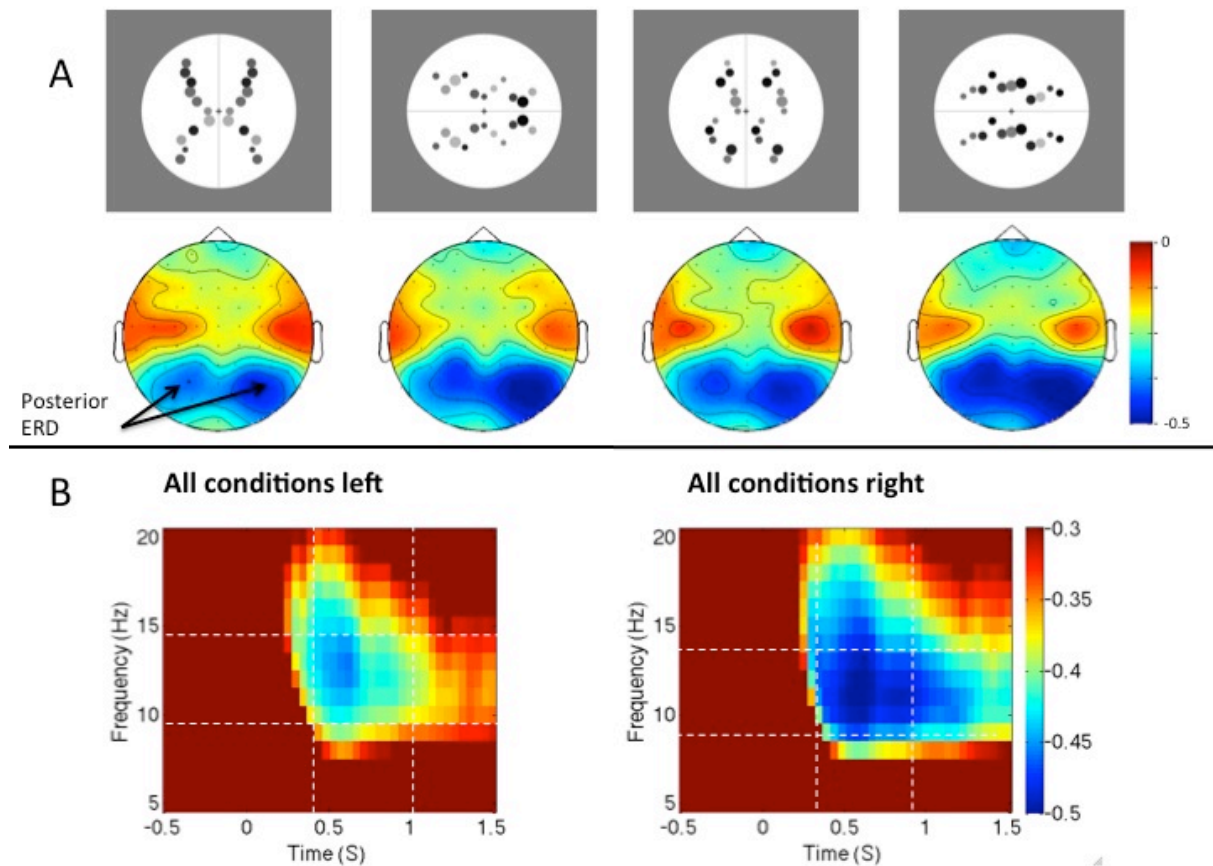 A
0
-0.5
Posterior
ERD
B
All conditions left
All conditions right
20
15
10
5
Frequency (Hz)
-0.5 0 0.5 1 1.5
Time (S)
20
15
10
5
Frequency (Hz)
-0.5 0 0.5 1 1.5
Time (S)
-0.3
-0.35
-0.4
-0.45
-0.5